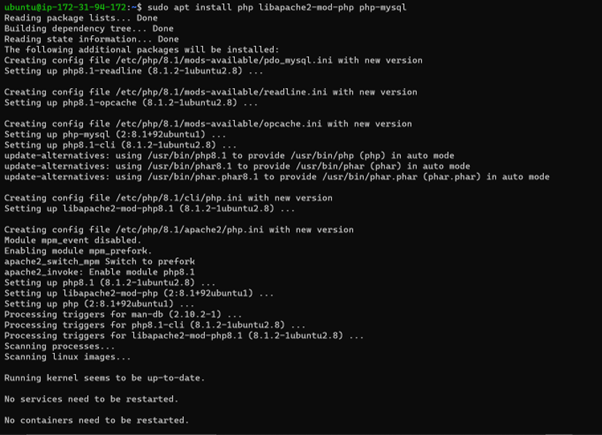 ubuntu@ip-172-31-94-172:~$ sudo apt install php libapache2-mod-php php-mysql
Reading package lists... Done
Building dependency tree... Done
Reading state information... Done
The following additional packages will be installed:
Creating config file /etc/php/8.1/mods-available/pdo_mysql.ini with new version
Setting up php8.1-readline (8.1.2-1ubuntu2.8) ...
Creating config file /etc/php/8.1/mods-available/readline.ini with new version
Setting up php8.1-opcache (8.1.2-1ubuntu2.8) ...
Creating config file /etc/php/8.1/mods-available/opcache.ini with new version
Setting up php-mysql (2:8.1+92ubuntu1) ...
Setting up php8.1-cli (8.1.2-1ubuntu2.8) ...
update-alternatives: using /usr/bin/php8.1 to provide /usr/bin/php (php) in auto mode
update-alternatives: using /usr/bin/phar8.1 to provide /usr/bin/phar (phar) in auto mode
update-alternatives: using /usr/bin/phar.phar8.1 to provide /usr/bin/phar.phar (phar.phar) in auto mode
Creating config file /etc/php/8.1/cli/php.ini with new version
Setting up libapache2-mod-php8.1 (8.1.2-1ubuntu2.8) ...
Creating config file /etc/php/8.1/apache2/php.ini with new version
Module mpm_event disabled.
Enabling module mpm_prefork.
apache2_switch_mpm Switch to prefork
apache2_invoke: Enable module php8.1
Setting up php8.1 (8.1.2-1ubuntu2.8) ...
Setting up libapache2-mod-php (2:8.1+92ubuntu1) ...
Setting up php (2:8.1+92ubuntu1) ...
Processing triggers for man-db (2.10.2-1) ...
Processing triggers for php8.1-cli (8.1.2-1ubuntu2.8) ...
Processing triggers for libapache2-mod-php8.1 (8.1.2-1ubuntu2.8) ...
Scanning processes...
Scanning linux images...
Running kernel seems to be up-to-date.
No services need to be restarted.
No containers need to be restarted.